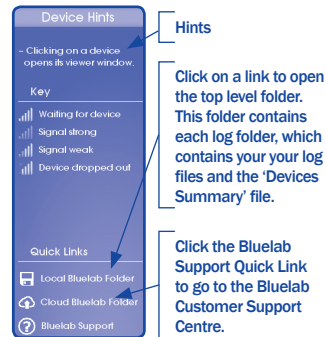 Device Hints
– Clicking on a device
opens its viewer window.
Key
Waiting for device
Signal strong
Signal weak
Device dropped out
Quick Links
Local Bluelab Folder
Cloud Bluelab Folder
Bluelab Support
Hints
Click on a link to open
the top level folder.
This folder contains
each log folder, which
contains your your log
files and the ‘Devices
Summary’ file.
Click the Bluelab
Support Quick Link
to go to the Bluelab
Customer Support
Centre.